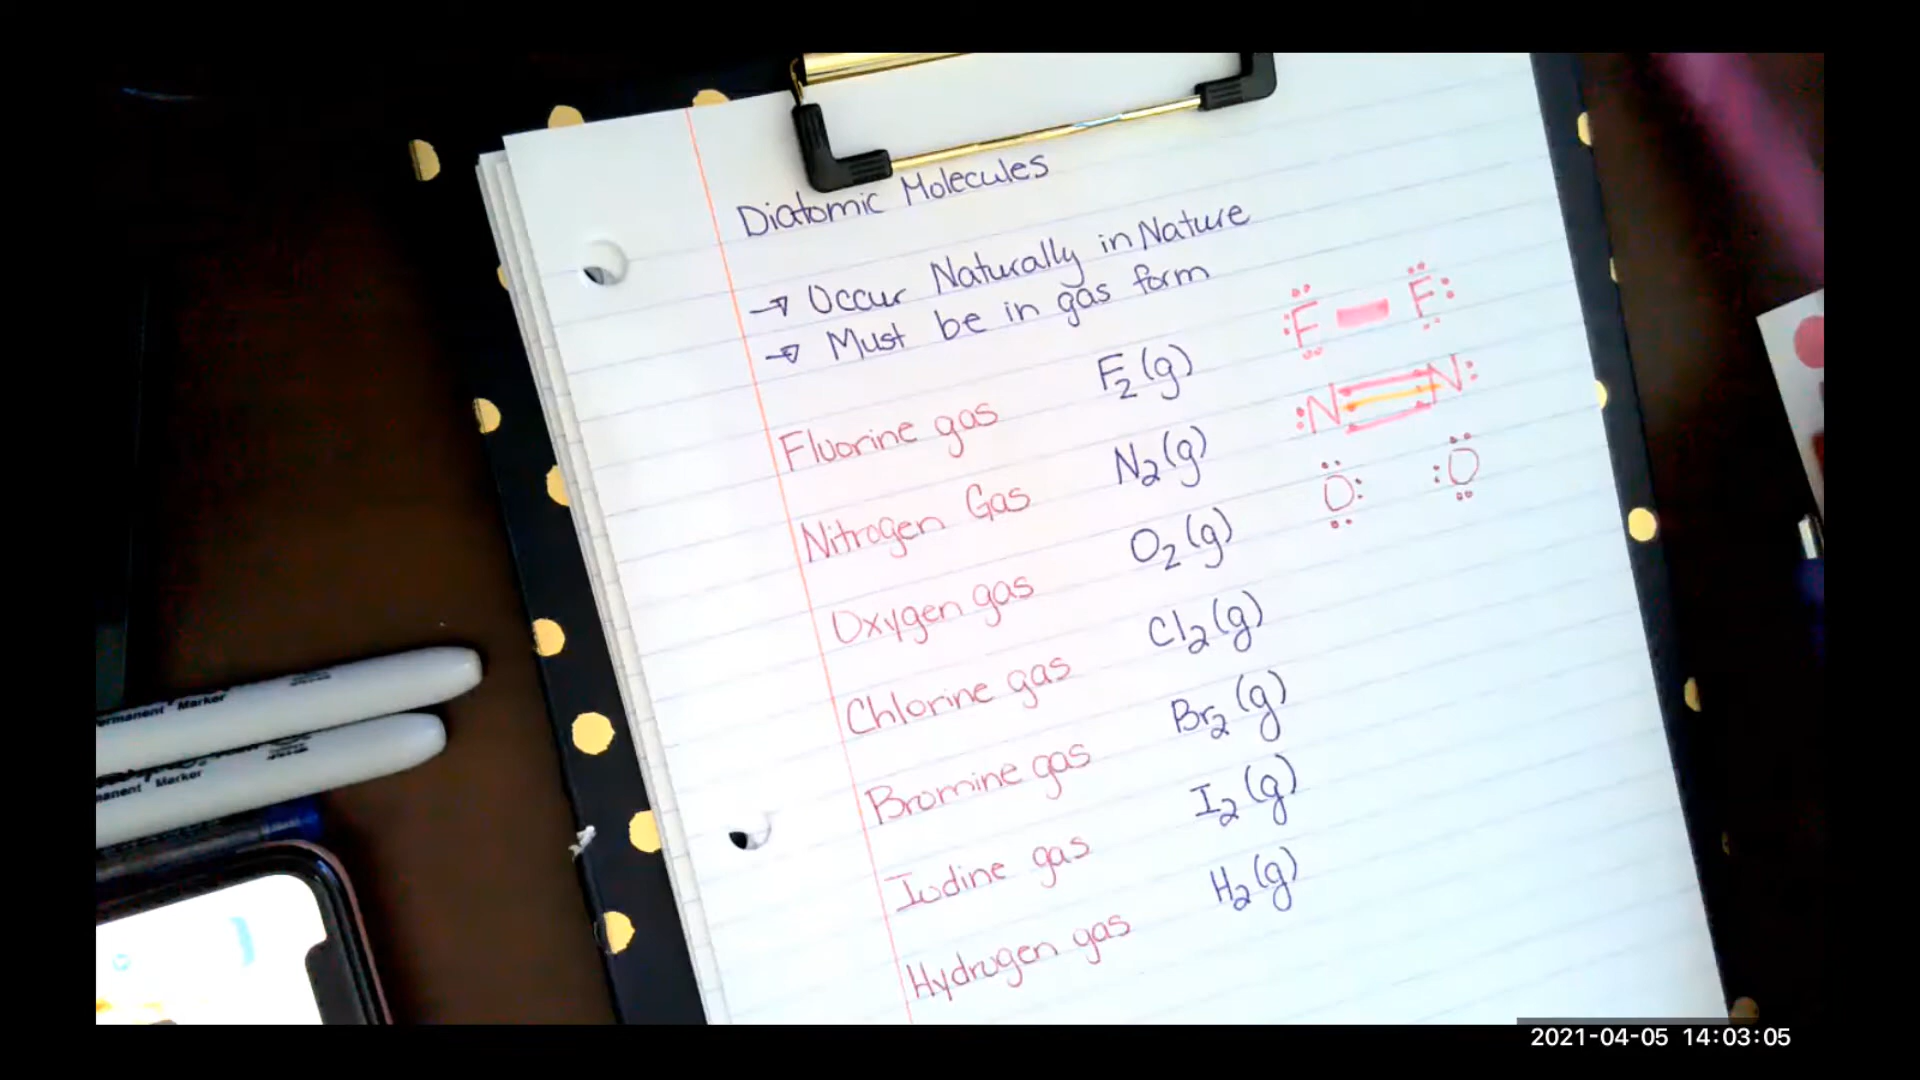 Diatomic Molecules
→ Occur Naturally in Nature
→ Must be in gas form
Fluorine gas F₂(g) :F̤̈ — F̤̈:
Nitrogen Gas N₂(g) :N≡N:
Oxygen gas O₂(g) Ö̤: :Ö̤
Chlorine gas Cl₂(g)
Bromine gas Br₂(g)
Iodine gas I₂(g)
Hydrogen gas H₂(g)
ermanent Marker
anent Marker
2021-04-05 14:03:05